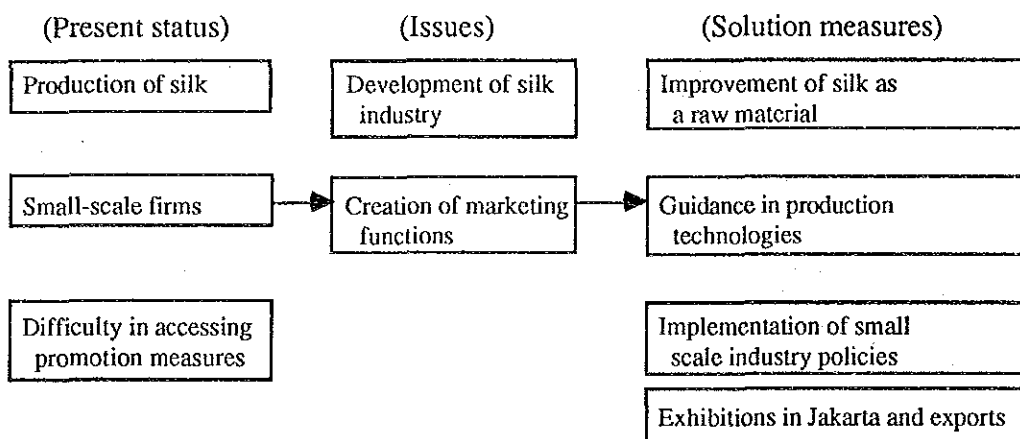 (Present status) (Issues) (Solution measures)
Production of silk
Development of silk
industry
Improvement of silk as
a raw material
Small-scale firms
Creation of marketing
functions
Guidance in production
technologies
Difficulty in accessing
promotion measures
Implementation of small
scale industry policies
Exhibitions in Jakarta and exports